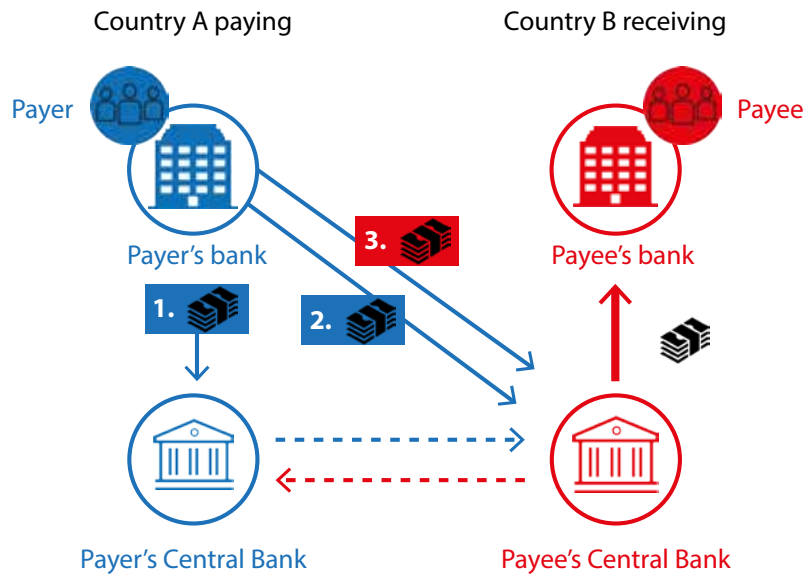 Country A paying
Country B receiving
Payer
Payee
3.
Payer's bank
Payee's bank
1.
2.
Payer's Central Bank
Payee's Central Bank